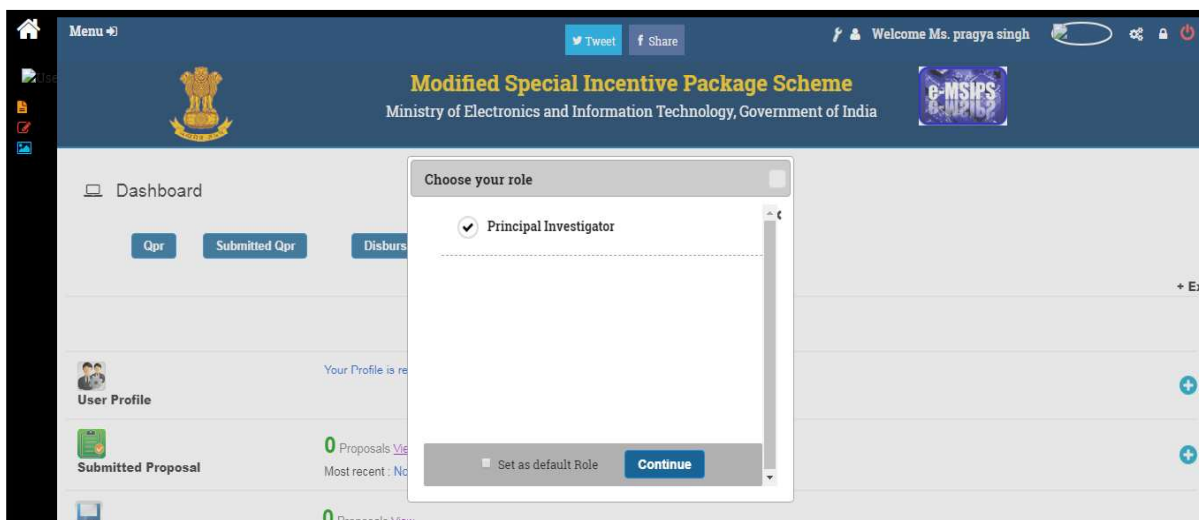 Menu
Tweet
Share
Welcome Ms. pragya singh
Modified Special Incentive Package Scheme
Ministry of Electronics and Information Technology, Government of India
e-MSIPS
Choose your role
Dashboard
Principal Investigator
Qpr
Submitted Qpr
Disburs
+ Ex
Your Profile is re
User Profile
0 Proposals Vie
Submitted Proposal
Most recent : No
Set as default Role
Continue
0 Proposals View